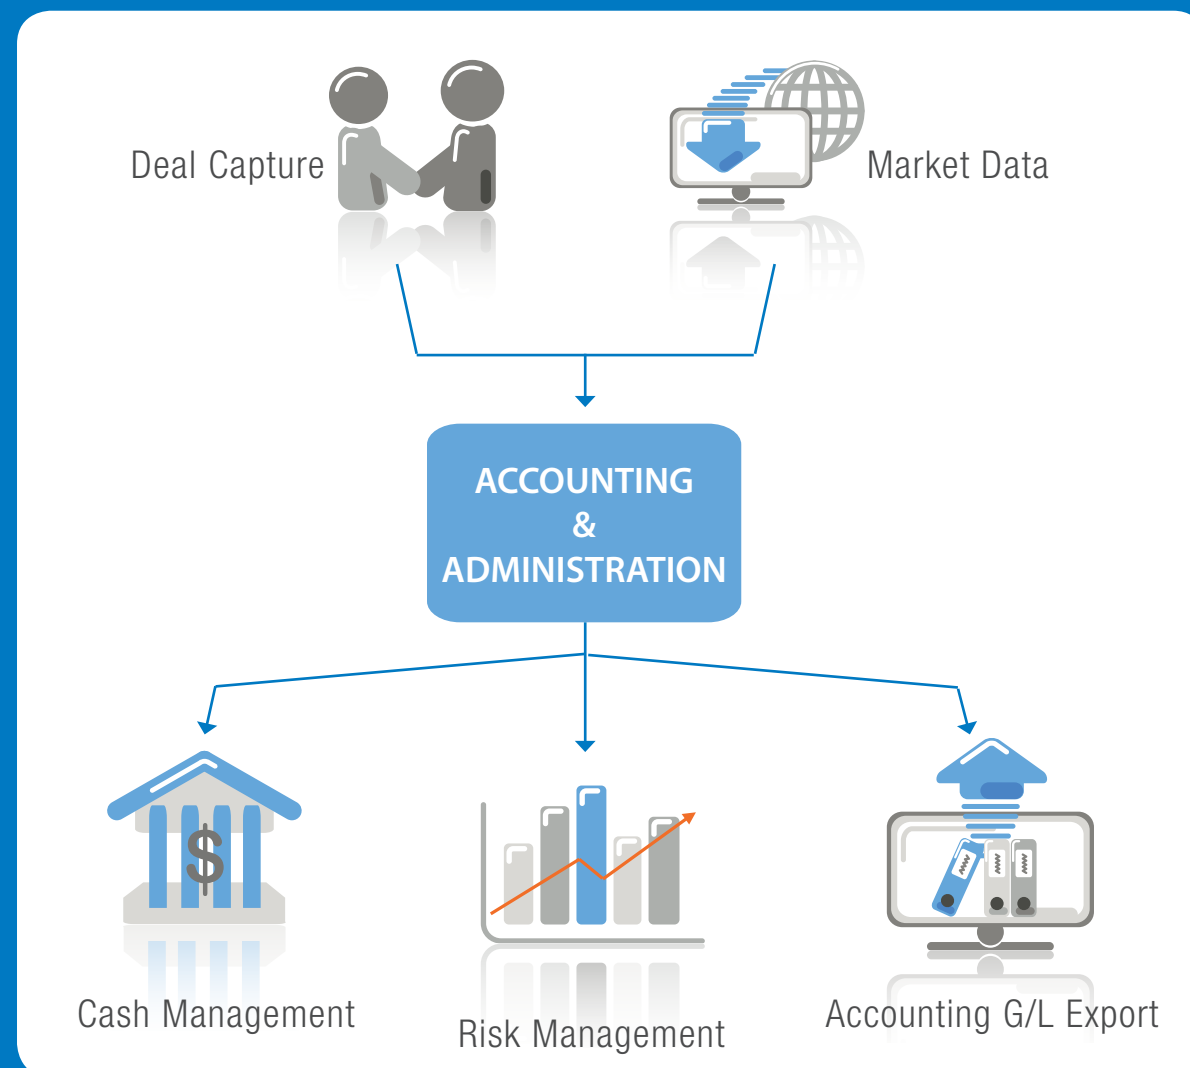 Deal Capture
Market Data
ACCOUNTING
&
ADMINISTRATION
$
Cash Management
Risk Management
Accounting G/L Export